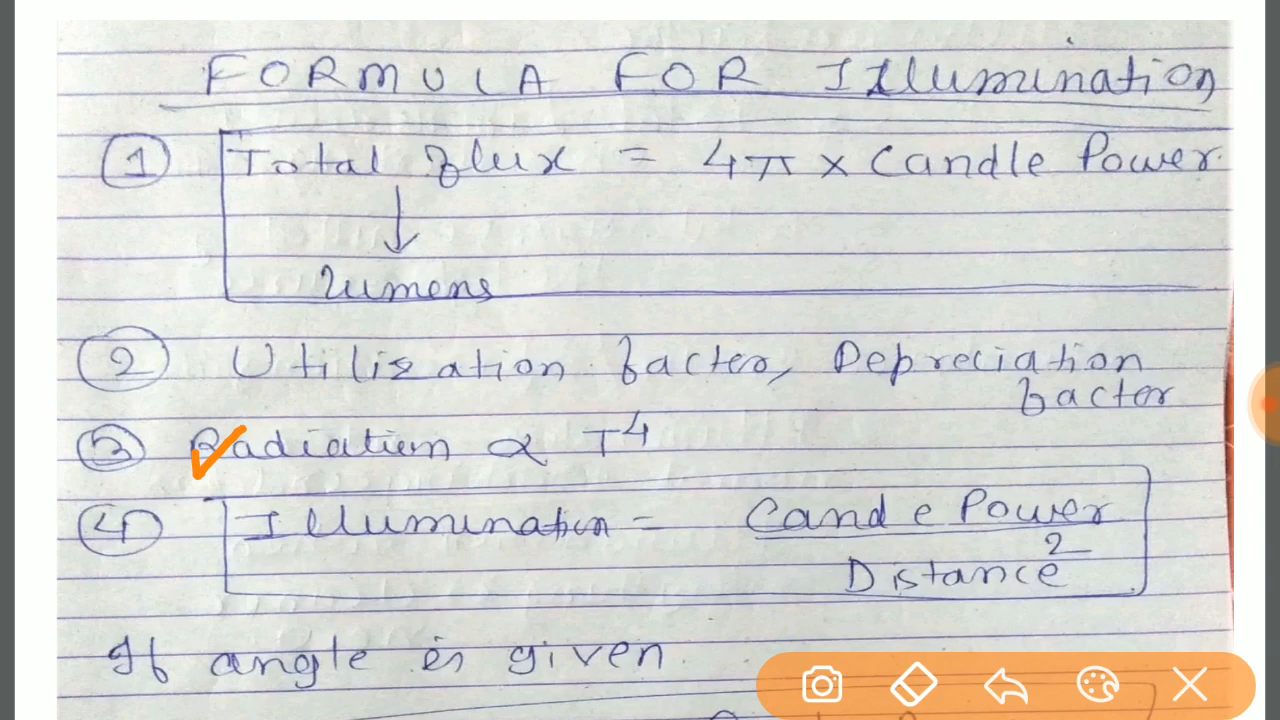 FORMULA FOR Illumination
① Total flux = 4π × Candle Power.
↓
Lumens
② Utilization factor, Depreciation
factor
③ Radiation ∝ T⁴
④ Illumination = Cande Power
Distance²
If angle is given